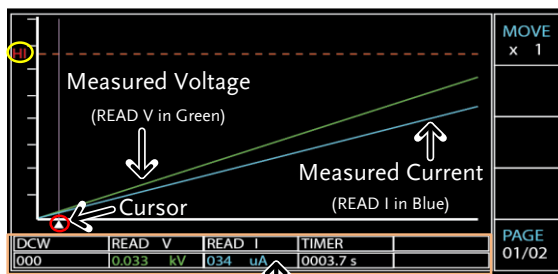 MOVE
x 1
HI
Measured Voltage
(READ V in Green)
Measured Current
(READ I in Blue)
Cursor
PAGE
01/02
DCW READ V READ I TIMER
000 0.033 kV 034 uA 0003.7 s